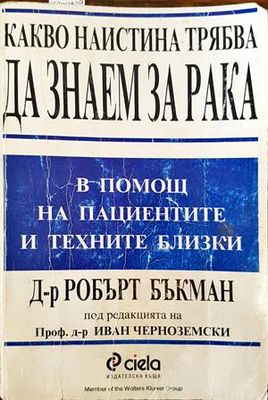 КАКВО НАИСТИНА ТРЯБВА
ДА ЗНАЕМ ЗА РАКА
В ПОМОЩ
НА ПАЦИЕНТИТЕ
И ТЕХНИТЕ БЛИЗКИ
Д-р РОБЪРТ БЪКМАН
под редакцията на
Проф. д-р ИВАН ЧЕРНОЗЕМСКИ
ciela
ИЗДАТЕЛСКА КЪЩА
Member of the Wolters Kluwer Group